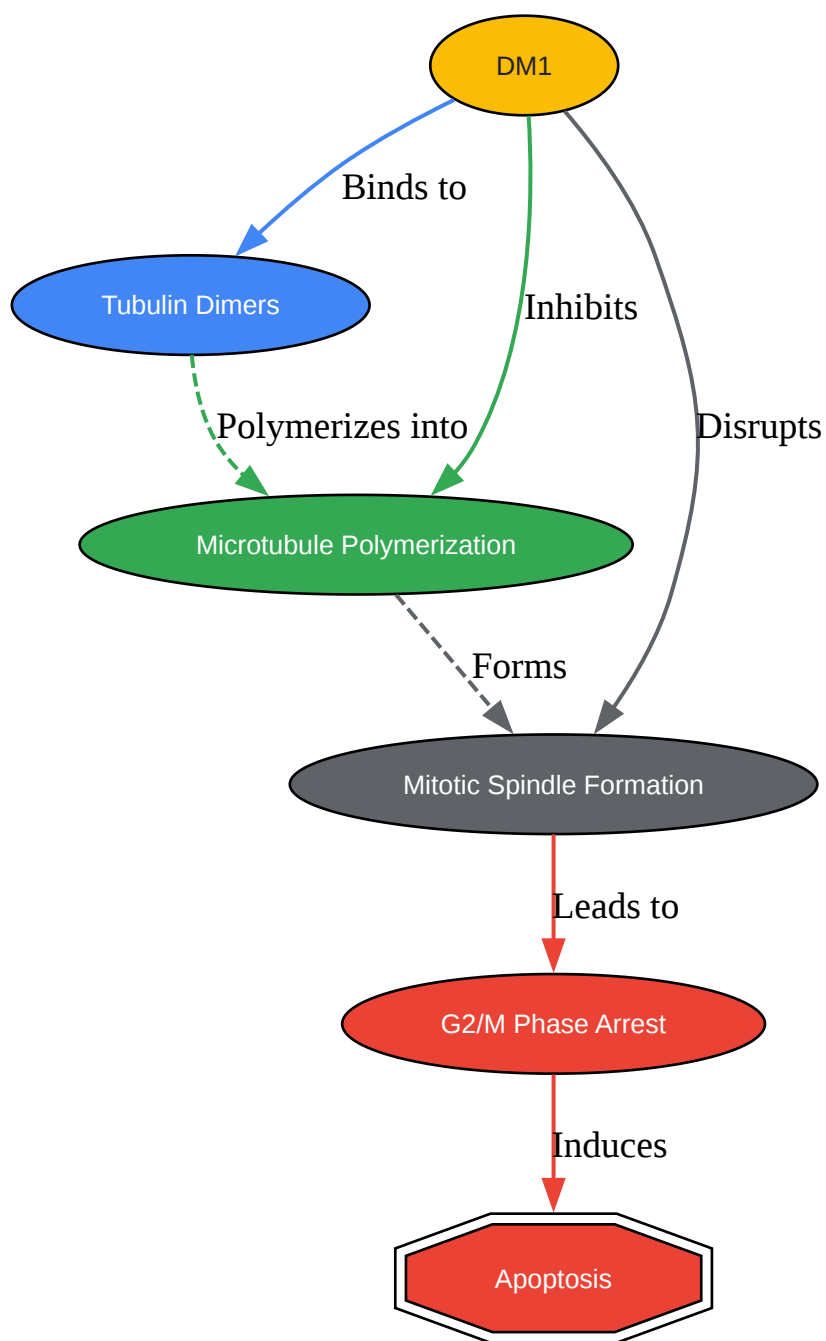 DM1
Binds to
Tubulin Dimers
Inhibits
Polymerizes into
Disrupts
Microtubule Polymerization
Forms
Mitotic Spindle Formation
Leads to
G2/M Phase Arrest
Induces
Apoptosis